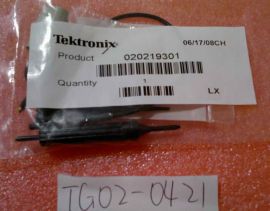 Tektronix
06/17/08CH
Product 020219301
Quantity 1
LX
TG02-0421